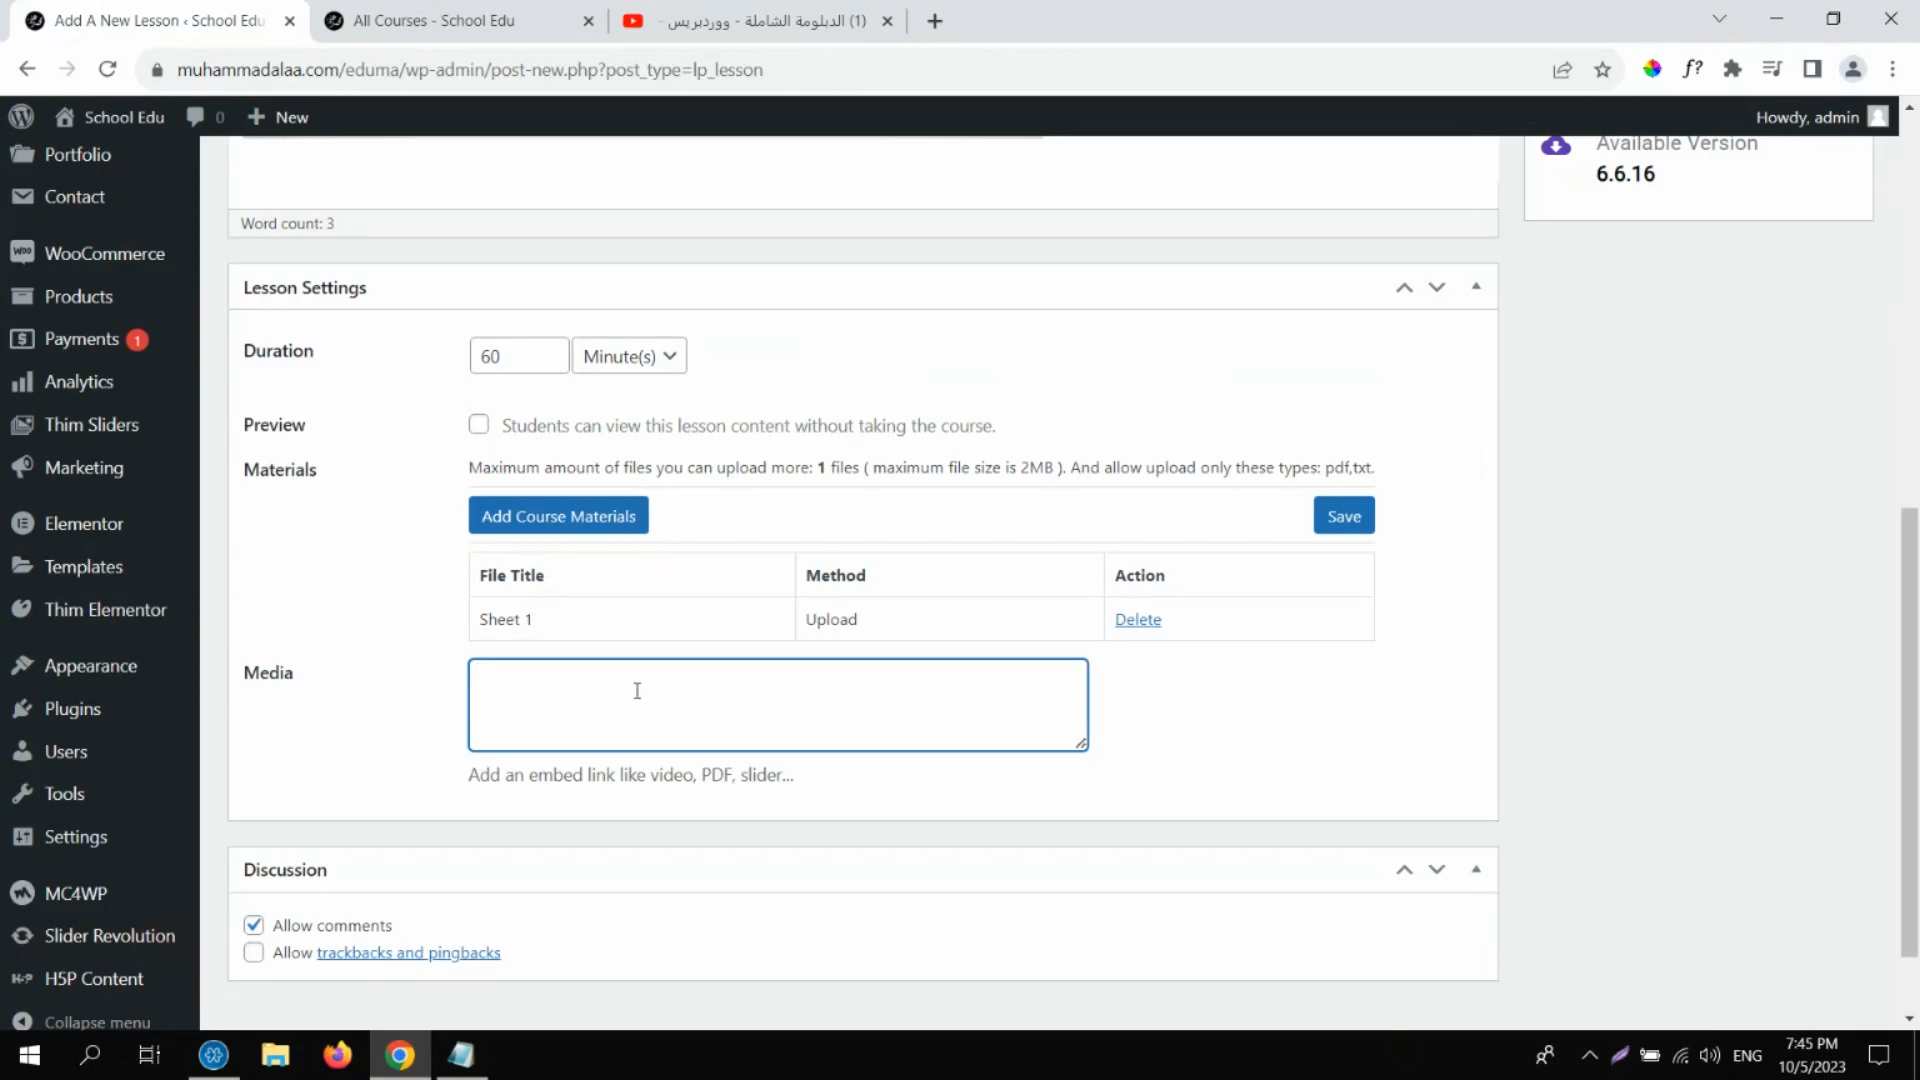 Add A New Lesson ‹ School Edu
All Courses - School Edu
(1) الدبلومة الشاملة - ووردبريس -
muhammadalaa.com/eduma/wp-admin/post-new.php?post_type=lp_lesson
f?
School Edu
0
New
Howdy, admin
Portfolio
Contact
WooCommerce
Products
Payments 1
Analytics
Thim Sliders
Marketing
Elementor
Templates
Thim Elementor
Appearance
Plugins
Users
Tools
Settings
MC4WP
Slider Revolution
H5P Content
Collapse menu
Available Version
6.6.16
Word count: 3
Lesson Settings
Duration
60
Minute(s)
Preview
Students can view this lesson content without taking the course.
Materials
Maximum amount of files you can upload more: 1 files ( maximum file size is 2MB ). And allow upload only these types: pdf,txt.
Add Course Materials
Save
File Title
Method
Action
Sheet 1
Upload
Delete
Media
Add an embed link like video, PDF, slider...
Discussion
Allow comments
Allow trackbacks and pingbacks
ENG
7:45 PM
10/5/2023